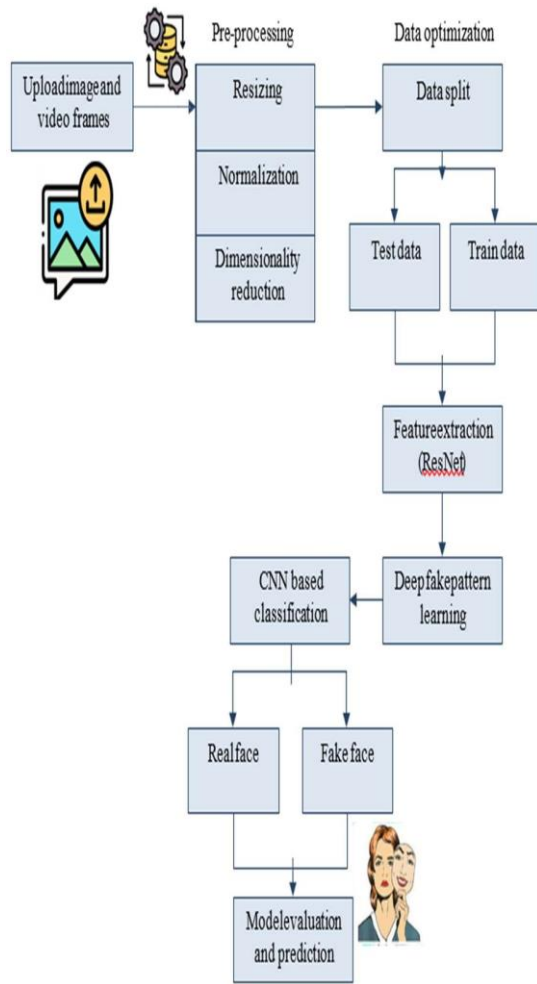 Pre-processing
Data optimization
Uploadimageand
video frames
Resizing
Normalization
Dimensionality
reduction
Data split
Test data
Train data
Featureextraction
(ResNet)
Deepfakepattern
learning
CNN based
classification
Realface
Fake face
Modelevaluation
and prediction